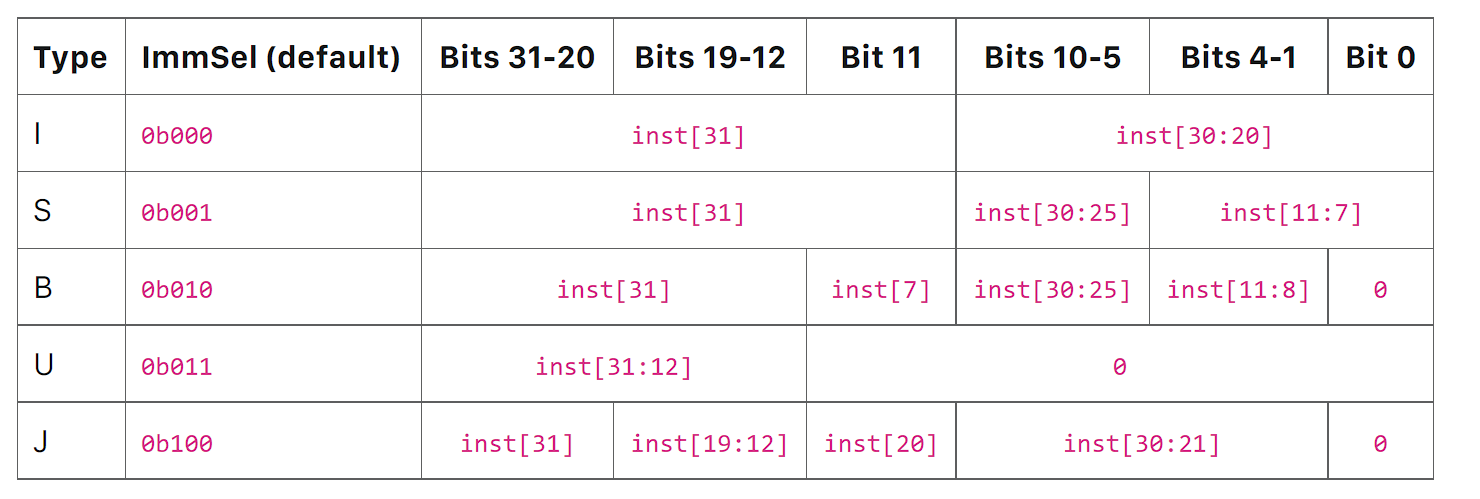 Type ImmSel (default) Bits 31-20 Bits 19-12 Bit 11 Bits 10-5 Bits 4-1 Bit 0
I 0b000 inst[31] inst[30:20]
S 0b001 inst[31] inst[30:25] inst[11:7]
B 0b010 inst[31] inst[7] inst[30:25] inst[11:8] 0
U 0b011 inst[31:12] 0
J 0b100 inst[31] inst[19:12] inst[20] inst[30:21] 0